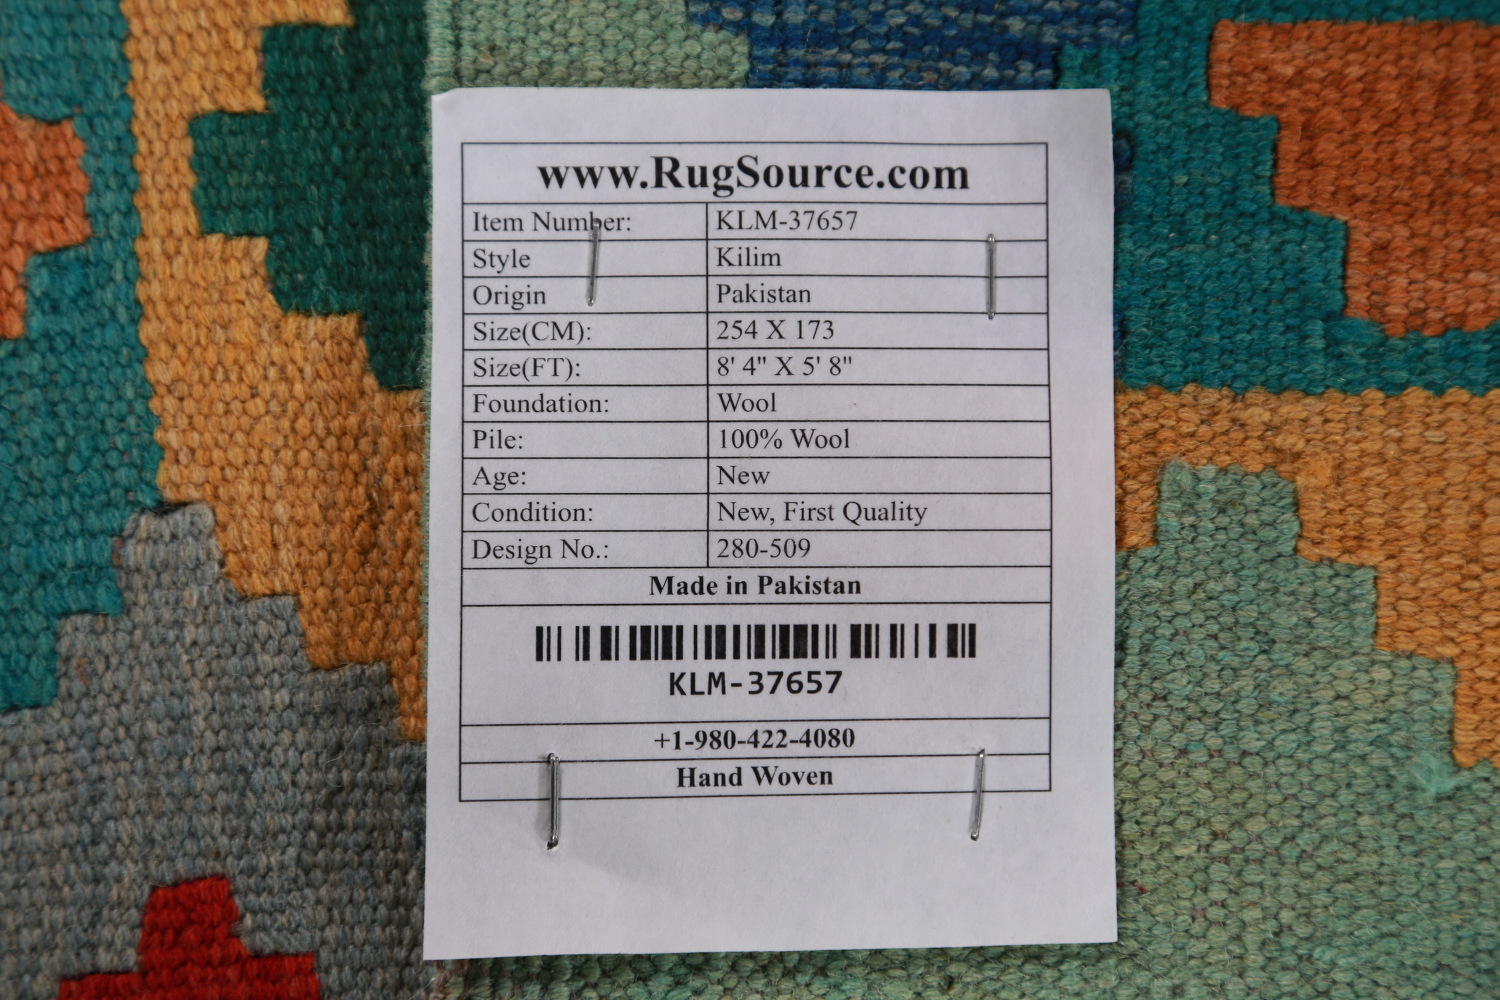 www.RugSource.com
Item Number: KLM-37657
Style Kilim
Origin Pakistan
Size(CM): 254 X 173
Size(FT): 8' 4" X 5' 8"
Foundation: Wool
Pile: 100% Wool
Age: New
Condition: New, First Quality
Design No.: 280-509
Made in Pakistan
KLM-37657
+1-980-422-4080
Hand Woven